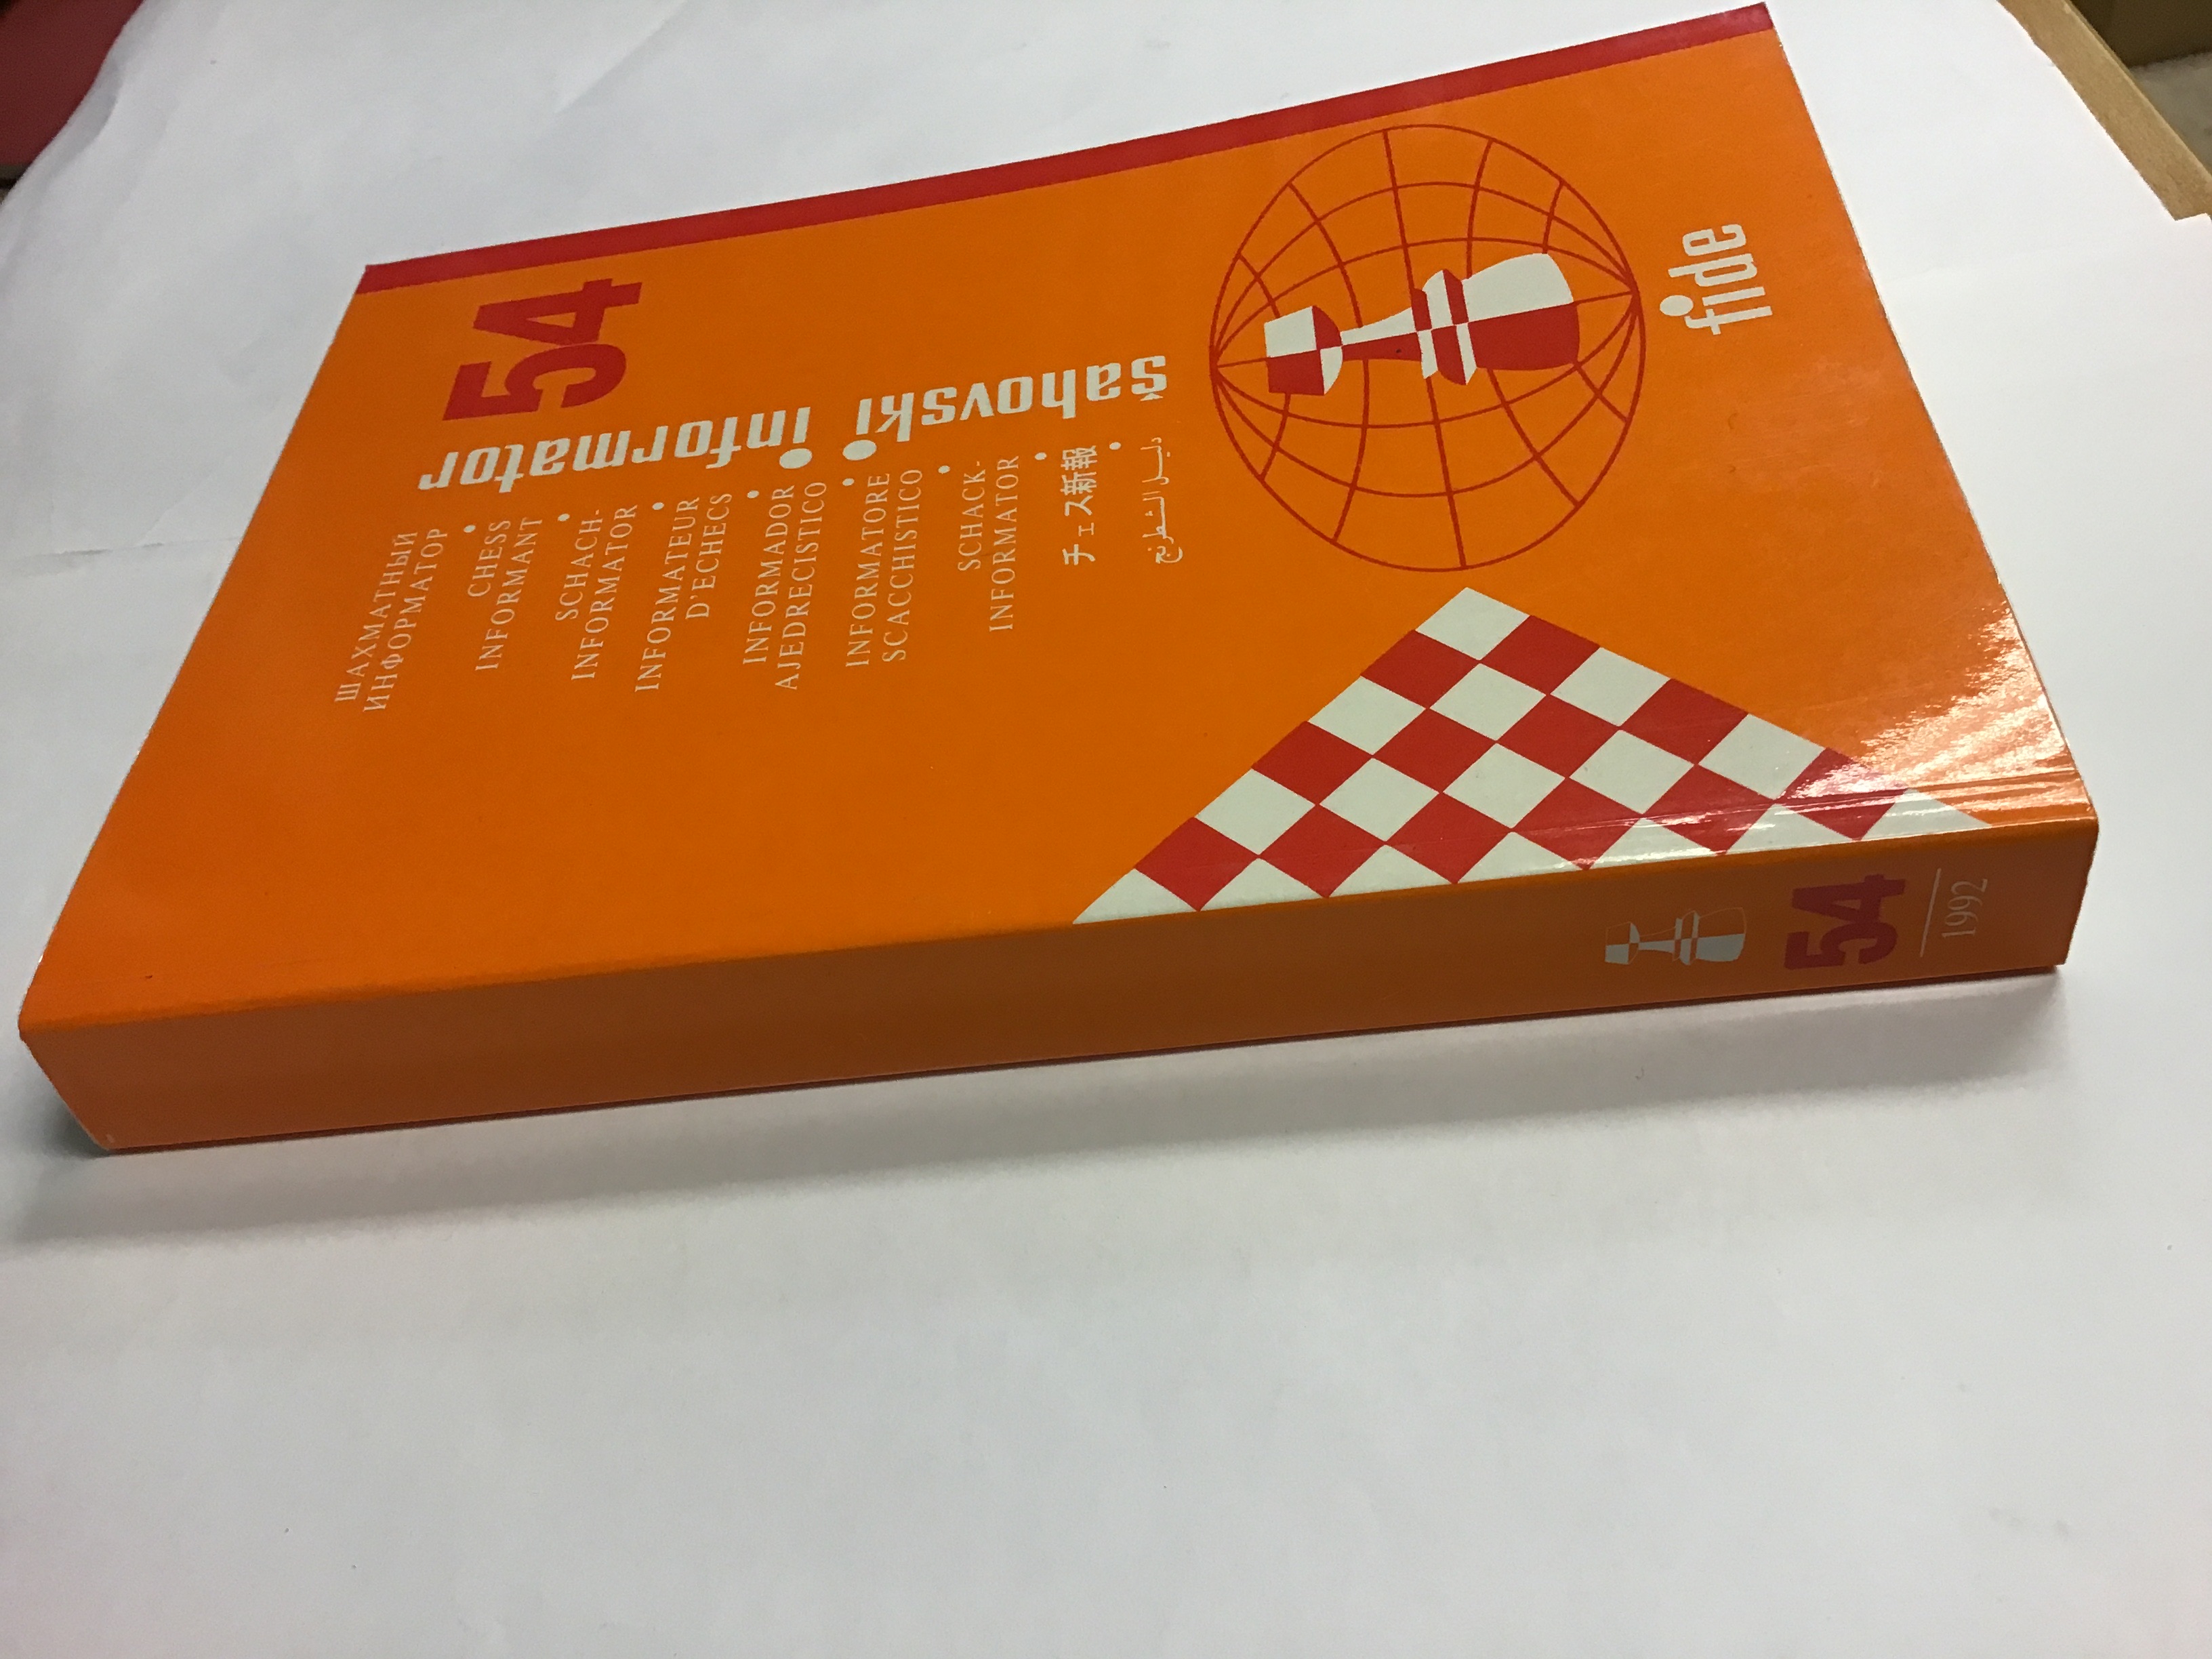 54
šahovski informator
ШАХМАТНЫЙ
ИНФОРМАТОР
CHESS
INFORMANT
SCHACH-
INFORMATOR
INFORMATEUR
D'ECHECS
INFORMADOR
AJEDRECISTICO
INFORMATORE
SCACCHISTICO
SCHACK-
INFORMATOR
チェス新報
دليل الشطرنج
fide
54
1992